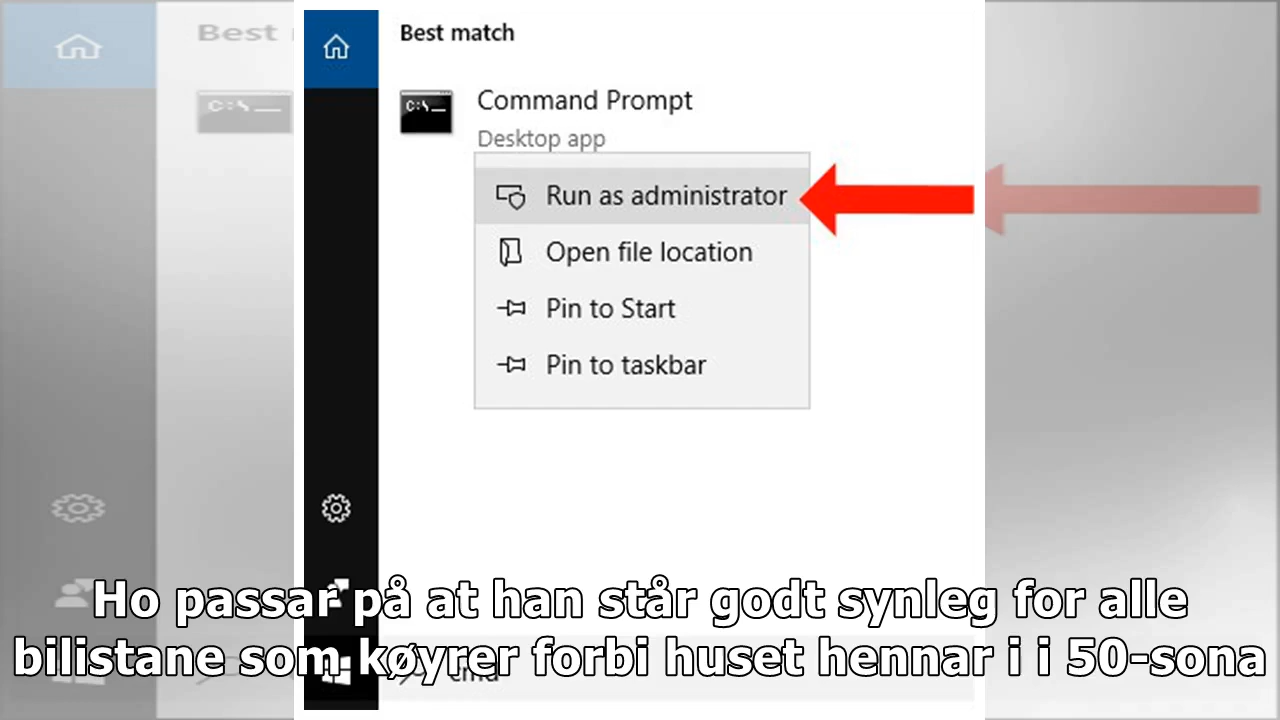 Best match
Command Prompt
Desktop app
Run as administrator
Open file location
Pin to Start
Pin to taskbar
Ho passar på at han står godt synleg for alle
bilistane som køyrer forbi huset hennar i i 50-sona
cmd